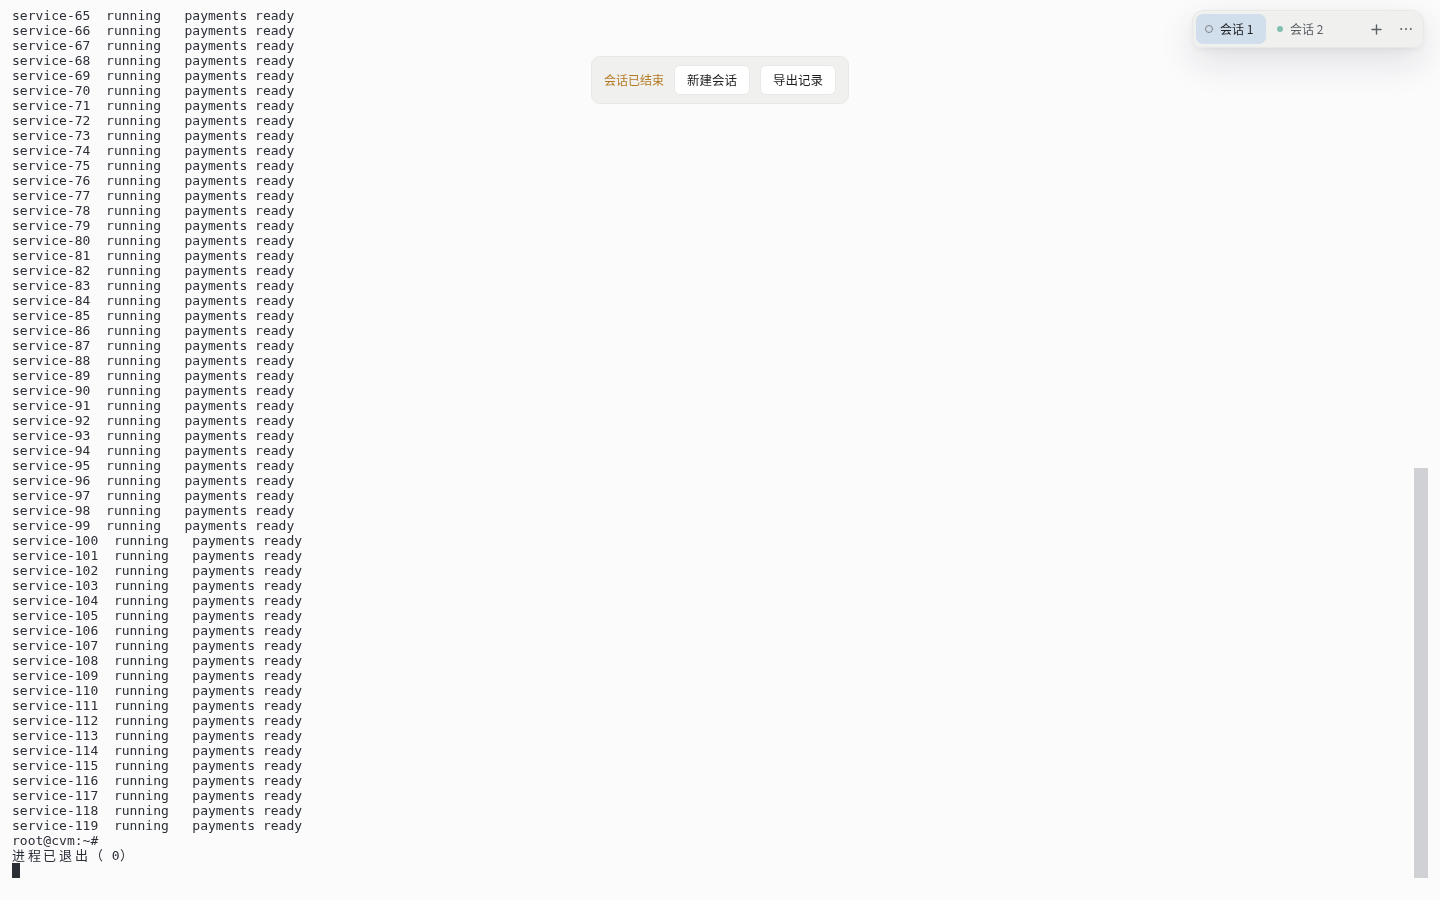 service-65  running   payments ready
service-66  running   payments ready
service-67  running   payments ready
service-68  running   payments ready
service-69  running   payments ready
service-70  running   payments ready
service-71  running   payments ready
service-72  running   payments ready
service-73  running   payments ready
service-74  running   payments ready
service-75  running   payments ready
service-76  running   payments ready
service-77  running   payments ready
service-78  running   payments ready
service-79  running   payments ready
service-80  running   payments ready
service-81  running   payments ready
service-82  running   payments ready
service-83  running   payments ready
service-84  running   payments ready
service-85  running   payments ready
service-86  running   payments ready
service-87  running   payments ready
service-88  running   payments ready
service-89  running   payments ready
service-90  running   payments ready
service-91  running   payments ready
service-92  running   payments ready
service-93  running   payments ready
service-94  running   payments ready
service-95  running   payments ready
service-96  running   payments ready
service-97  running   payments ready
service-98  running   payments ready
service-99  running   payments ready
service-100  running   payments ready
service-101  running   payments ready
service-102  running   payments ready
service-103  running   payments ready
service-104  running   payments ready
service-105  running   payments ready
service-106  running   payments ready
service-107  running   payments ready
service-108  running   payments ready
service-109  running   payments ready
service-110  running   payments ready
service-111  running   payments ready
service-112  running   payments ready
service-113  running   payments ready
service-114  running   payments ready
service-115  running   payments ready
service-116  running   payments ready
service-117  running   payments ready
service-118  running   payments ready
service-119  running   payments ready
root@cvm:~#
进程已退出（ 0）
会话已结束 新建会话 导出记录
会话 1 会话 2 + ···